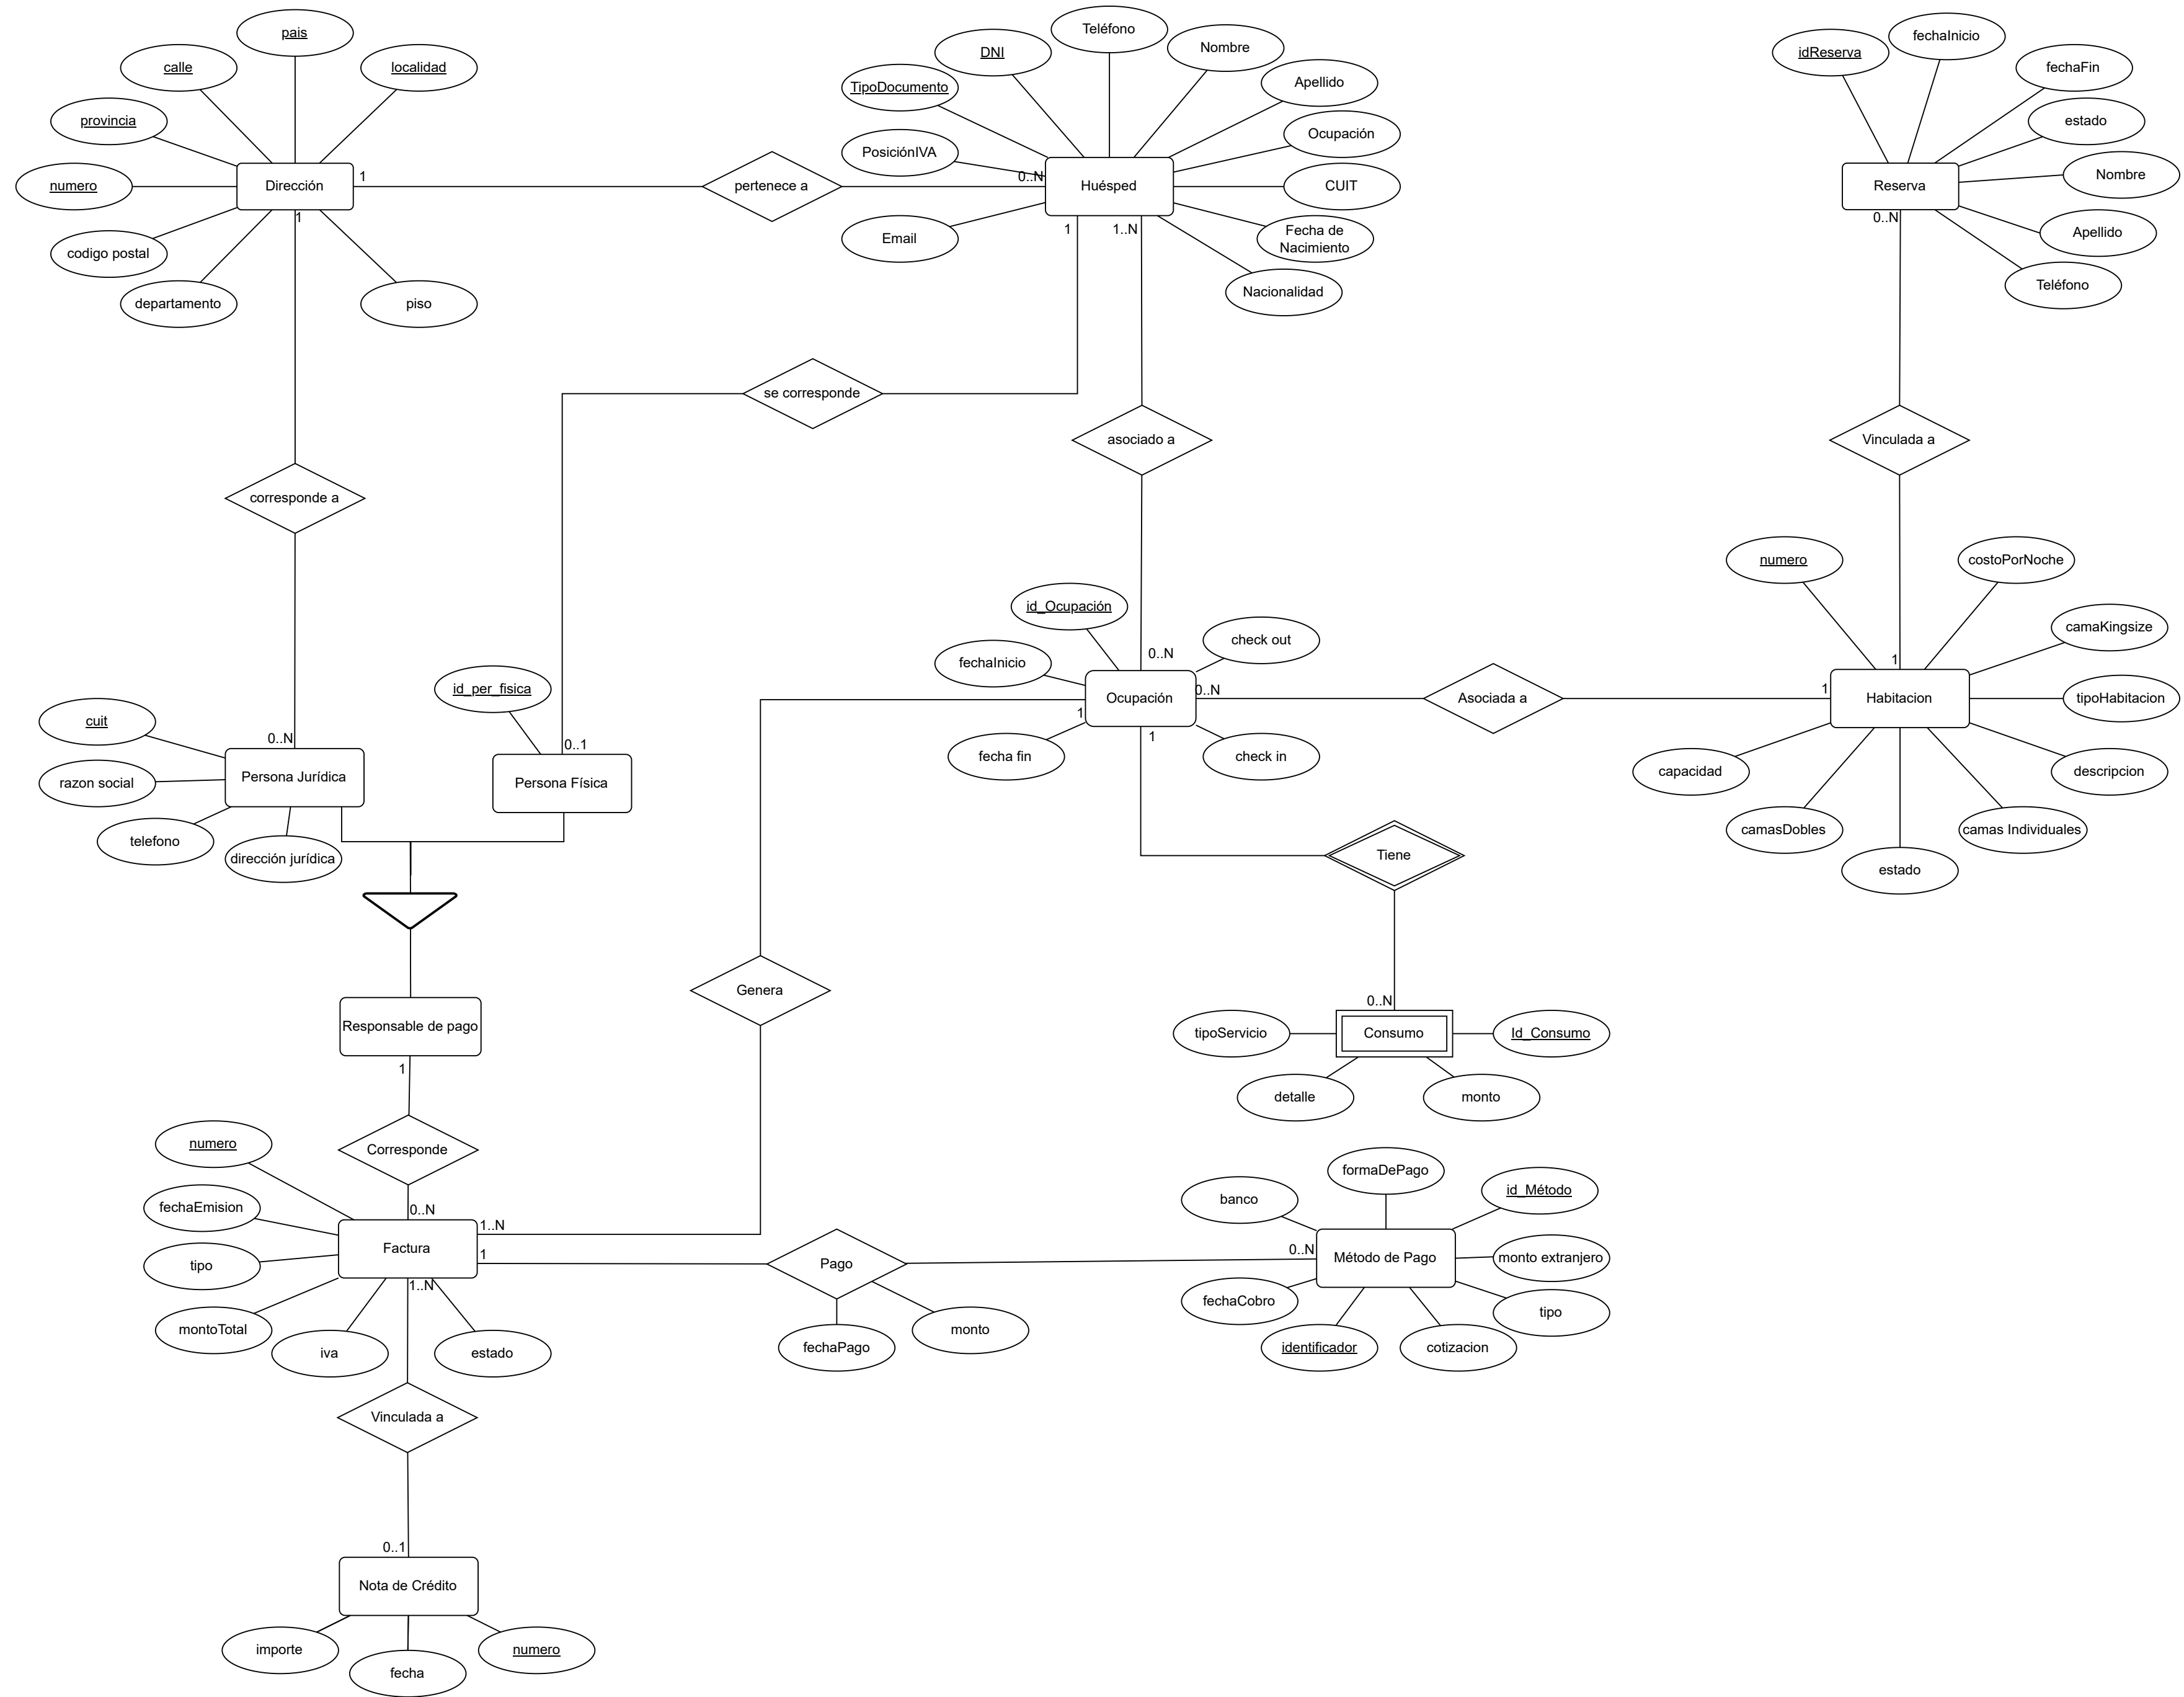 pais
calle
localidad
provincia
numero
Dirección
codigo postal
departamento
piso
1
1
pertenece a
0..N
Teléfono
DNI
Nombre
TipoDocumento
Apellido
PosiciónIVA
Ocupación
Huésped
CUIT
Email
Fecha de
Nacimiento
Nacionalidad
1
1..N
idReserva
fechaInicio
fechaFin
estado
Reserva
Nombre
Apellido
Teléfono
0..N
se corresponde
asociado a
Vinculada a
corresponde a
numero
costoPorNoche
camaKingsize
1
tipoHabitacion
1
Habitacion
descripcion
capacidad
camasDobles
camas Individuales
estado
id_Ocupación
check out
0..N
fechaInicio
Ocupación
0..N
Asociada a
1
1
fecha fin
check in
id_per_fisica
0..1
Persona Física
0..N
cuit
Persona Jurídica
razon social
telefono
dirección jurídica
Tiene
Genera
0..N
tipoServicio
Consumo
Id_Consumo
detalle
monto
Responsable de pago
1
Corresponde
numero
fechaEmision
0..N
1..N
Factura
1
tipo
1..N
montoTotal
iva
estado
Pago
fechaPago
monto
0..N
formaDePago
banco
id_Método
Método de Pago
monto extranjero
fechaCobro
tipo
identificador
cotizacion
Vinculada a
0..1
Nota de Crédito
importe
fecha
numero